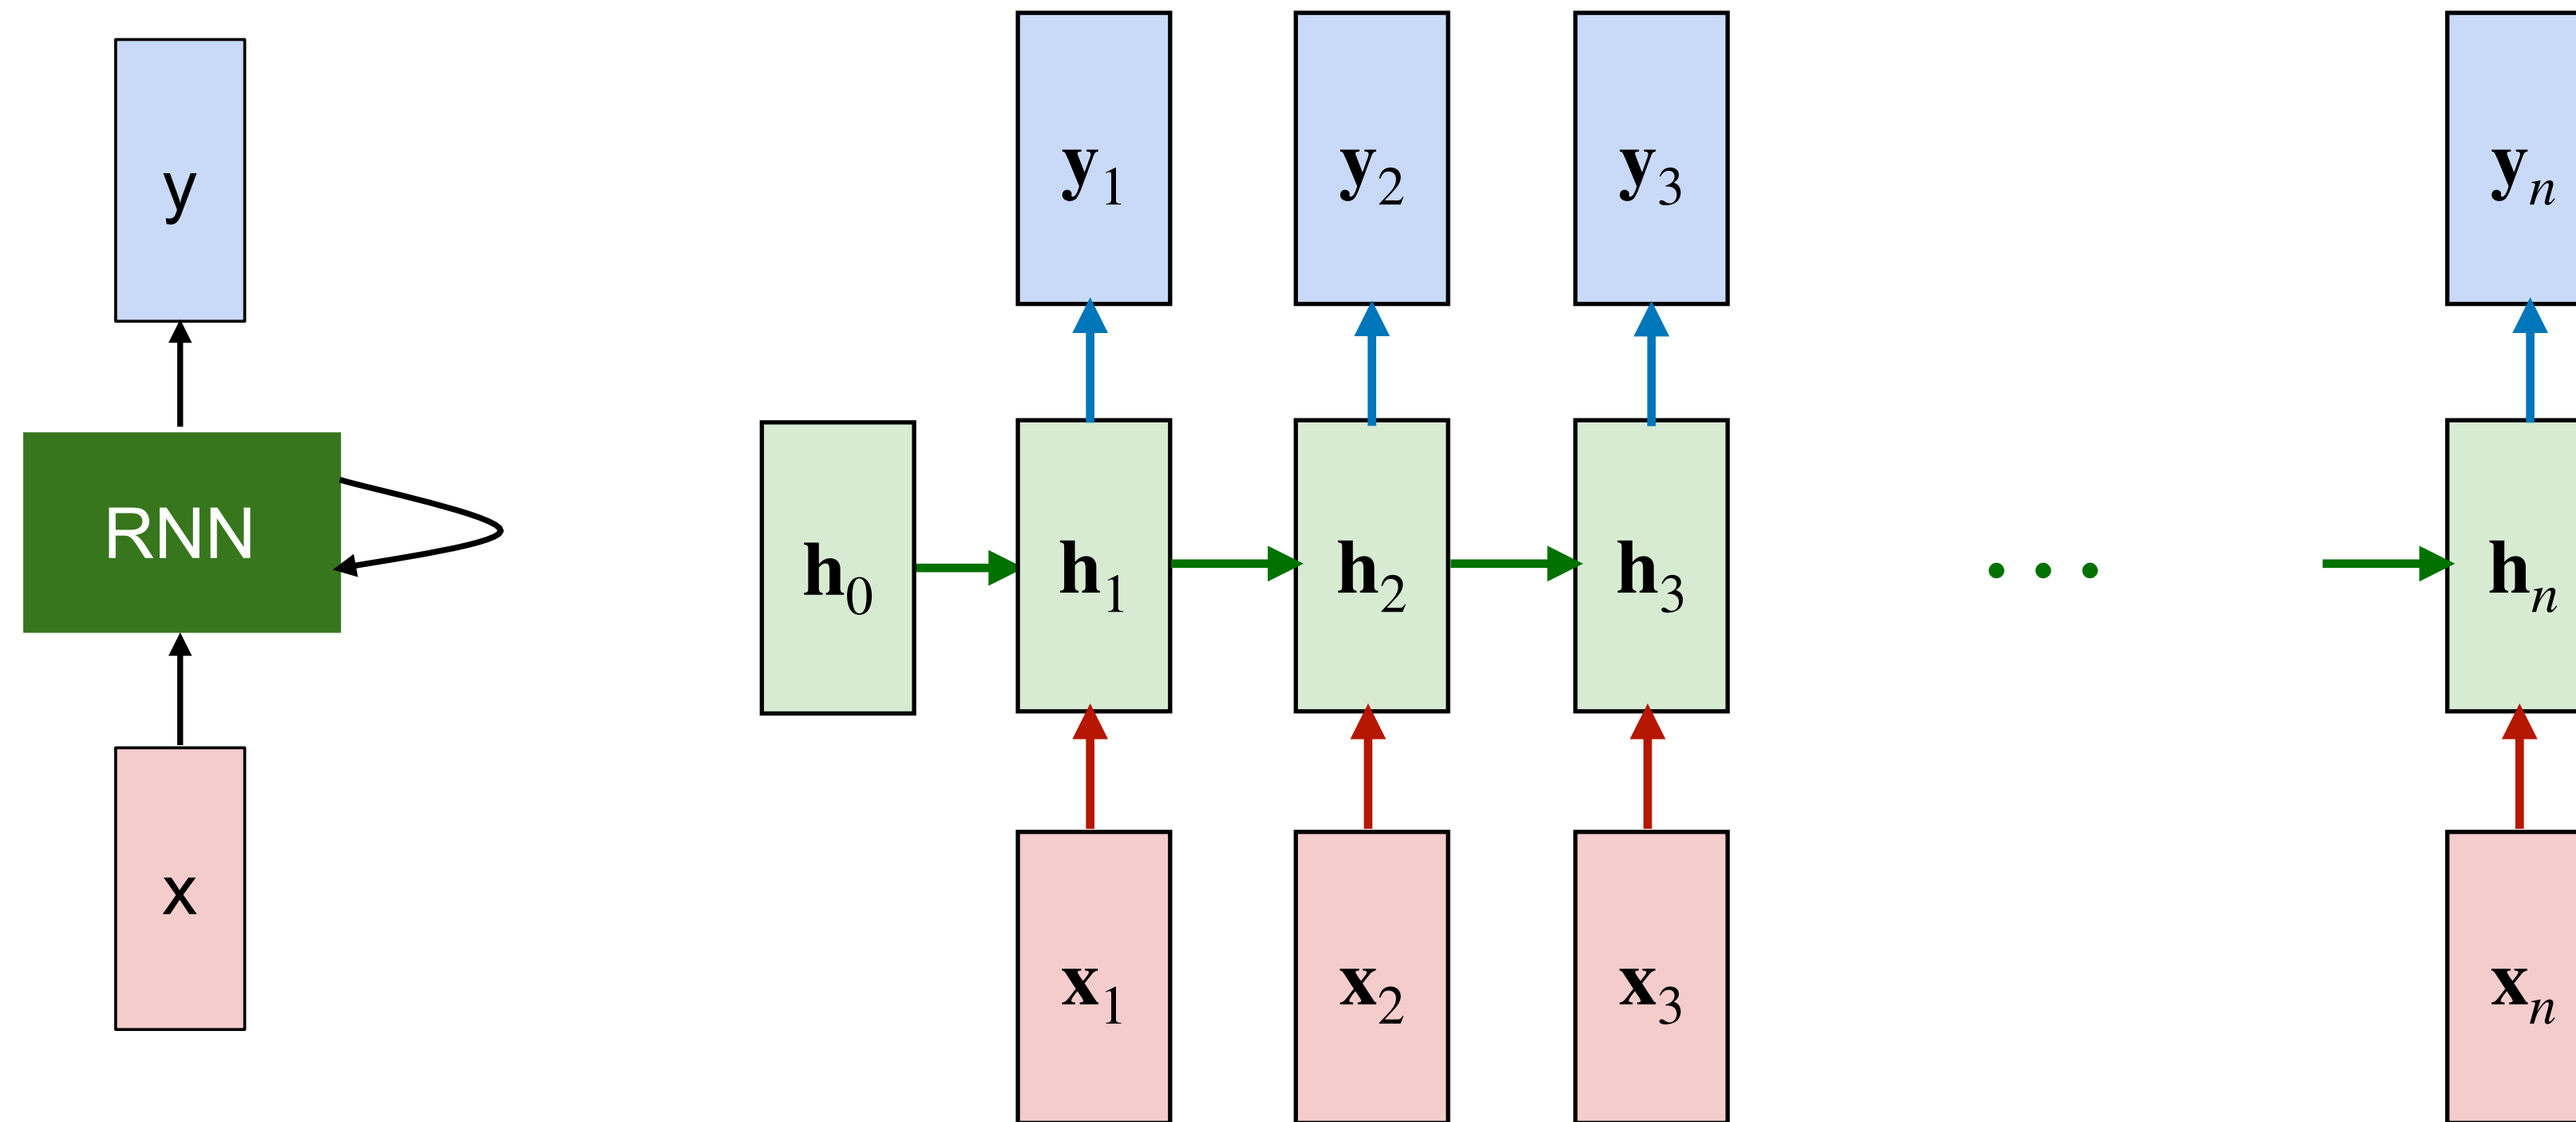 y
RNN
x
y1 y2 y3 yn
h0 h1 h2 h3 • • • hn
x1 x2 x3 xn